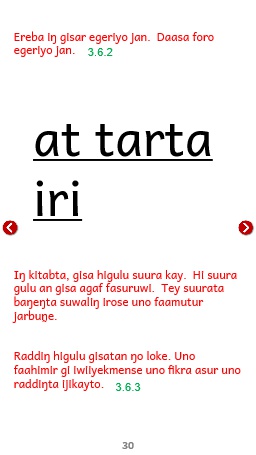 Ereba iŋ gisar egeriyo jan.  Daasa foro
egeriyo jan.  3.6.2
at tarta
iri
Iŋ kitabta, gisa higulu suura kay.  Hi suura
gulu an gisa agaf fasuruwi.  Tey suurata
baŋeŋta suwaliŋ irose uno faamutur
jarbuŋe.
Raddiŋ higulu gisatan ŋo loke. Uno
faahimir gi iwiiyekmense uno fikra asur uno
raddiŋta ijikayto.  3.6.3
30